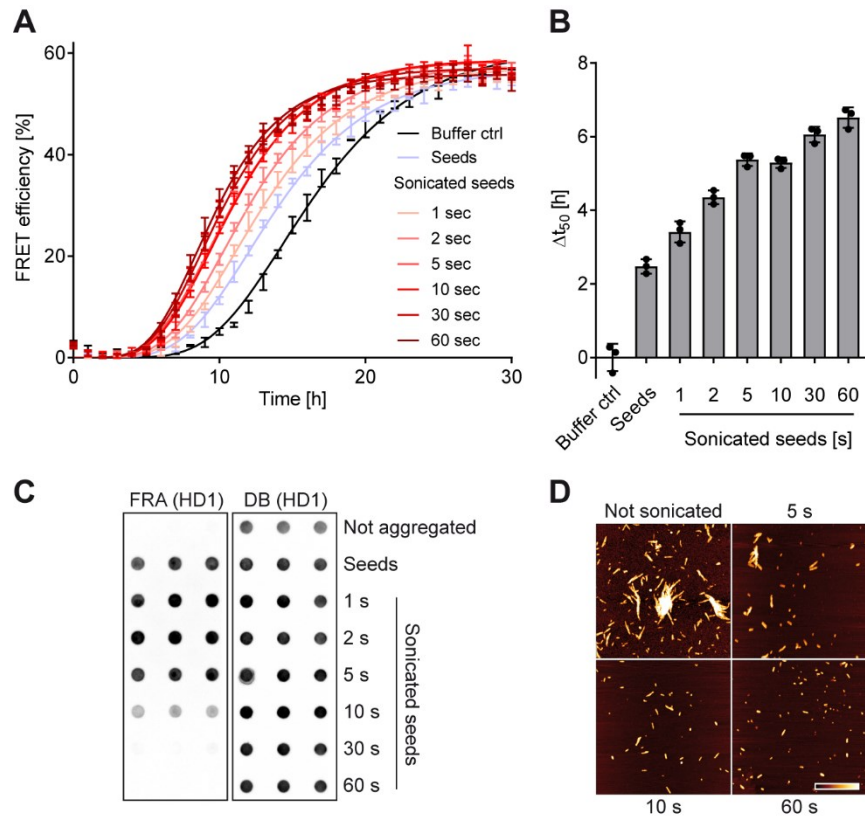 A
FRET efficiency [%]
60
40
20
0
0
10
20
30
Time [h]
Buffer ctrl
Seeds
Sonicated seeds
1 sec
2 sec
5 sec
10 sec
30 sec
60 sec
B
Δt50 [h]
8
6
4
2
0
Buffer ctrl
Seeds
1
2
5
10
30
60
Sonicated seeds [s]
C
FRA (HD1)
DB (HD1)
Not aggregated
Seeds
1 s
2 s
5 s
10 s
30 s
60 s
Sonicated seeds
D
Not sonicated
5 s
10 s
60 s